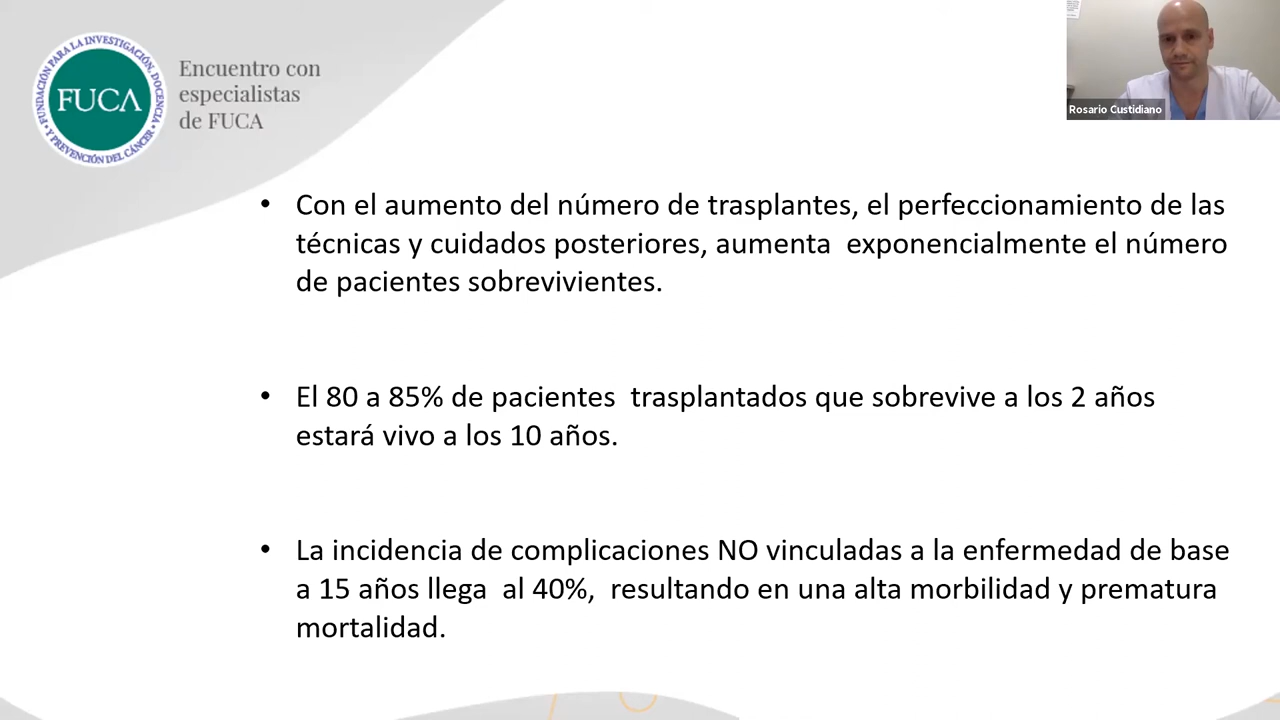 FUNDACIÓN PARA LA INVESTIGACIÓN, DOCENCIA
Y PREVENCIÓN DEL CÁNCER
FUCA
Encuentro con
especialistas
de FUCA
Rosario Custidiano
• Con el aumento del número de trasplantes, el perfeccionamiento de las
técnicas y cuidados posteriores, aumenta exponencialmente el número
de pacientes sobrevivientes.
• El 80 a 85% de pacientes trasplantados que sobrevive a los 2 años
estará vivo a los 10 años.
• La incidencia de complicaciones NO vinculadas a la enfermedad de base
a 15 años llega al 40%, resultando en una alta morbilidad y prematura
mortalidad.